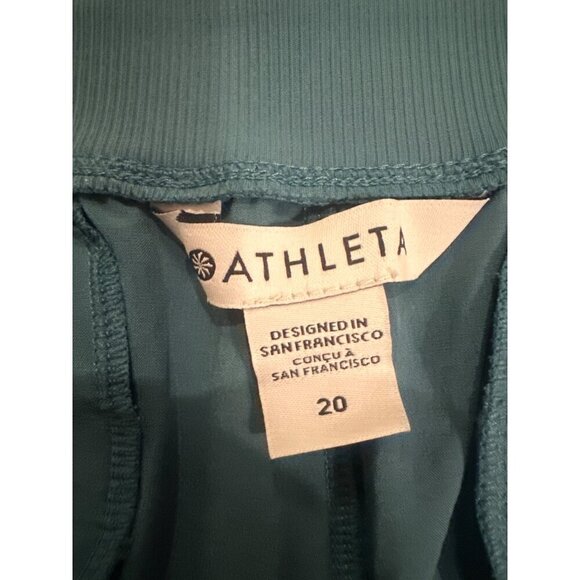 ATHLETA
DESIGNED IN
SAN FRANCISCO
CONÇU À
SAN FRANCISCO
20